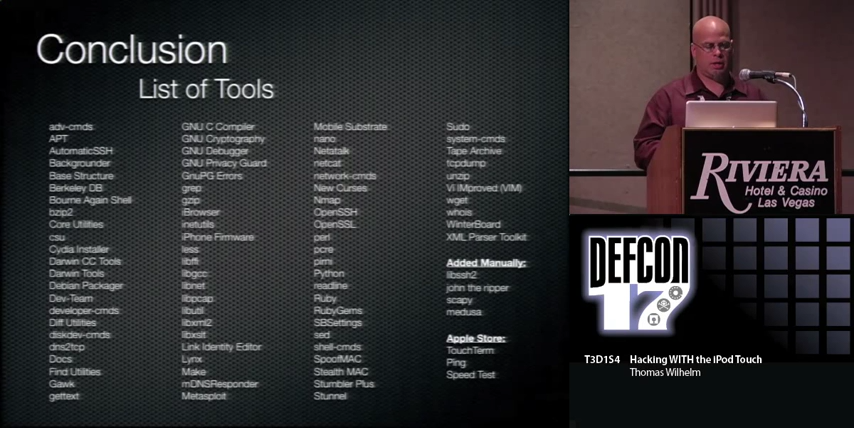 Conclusion
List of Tools
adv-cmds
APT
AutomaticSSH
Backgrounder
Base Structure
Berkeley DB
Bourne Again Shell
bzip2
Core Utilities
csu
Cydia Installer
Darwin CC Tools
Darwin Tools
Debian Packager
Dev-Team
developer-cmds
Diff Utilities
diskdev-cmds
dns2tcp
Docs
Find Utilities
Gawk
gettext
GNU C Compiler
GNU Cryptography
GNU Debugger
GNU Privacy Guard
GnuPG Errors
grep
gzip
iBrowser
inetutils
iPhone Firmware
less
libffi
libgcc
libnet
libpcap
libutil
libxml2
libxslt
Link Identity Editor
Lynx
Make
mDNSResponder
Metasploit
Mobile Substrate
nano
Netatalk
netcat
network-cmds
New Curses
Nmap
OpenSSH
OpenSSL
perl
pcre
pirni
Python
readline
Ruby
RubyGems
SBSettings
sed
shell-cmds
SpoofMAC
Stealth MAC
Stumbler Plus
Stunnel
Sudo
system-cmds
Tape Archive
tcpdump
unzip
Vi IMproved (VIM)
wget
whois
WinterBoard
XML Parser Toolkit
Added Manually:
libssh2
john the ripper
scapy
medusa
Apple Store:
TouchTerm
Ping
Speed Test
RIVIERA
Hotel & Casino
Las Vegas
DEFCON
17
T3D1S4 Hacking WITH the iPod Touch
Thomas Wilhelm